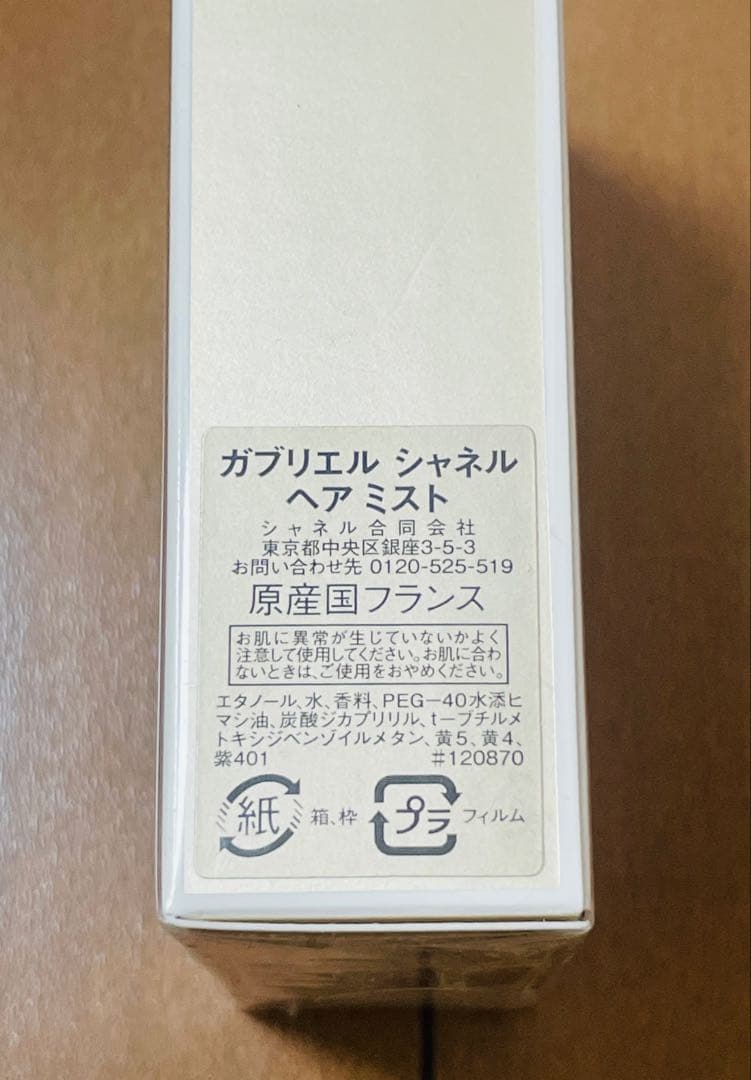 ガブリエル シャネル
ヘア ミスト
シャネル合同会社
東京都中央区銀座3-5-3
お問い合わせ先 0120-525-519
原産国フランス
お肌に異常が生じていないかよく
注意して使用してください。お肌に合わ
ないときは、ご使用をおやめください。
エタノール、水、香料、PEG-40水添ヒ
マシ油、炭酸ジカプリリル、t-ブチルメ
トキシジベンゾイルメタン、黄5、黄4、
紫401 #120870
紙 箱、枠 プラ フィルム